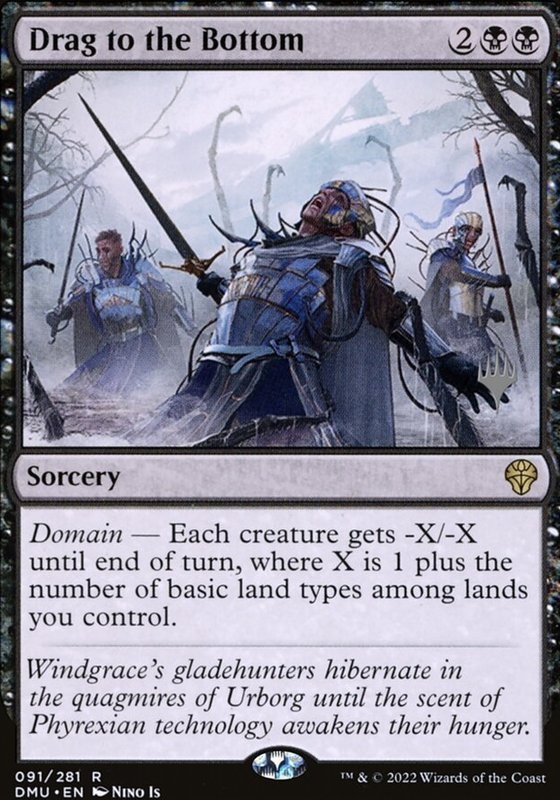 Drag to the Bottom 2
Sorcery
Domain — Each creature gets -X/-X
until end of turn, where X is 1 plus the
number of basic land types among lands
you control.
Windgrace's gladehunters hibernate in
the quagmires of Urborg until the scent of
Phyrexian technology awakens their hunger.
091/281 R
DMU • EN Nino Is
™ & © 2022 Wizards of the Coast